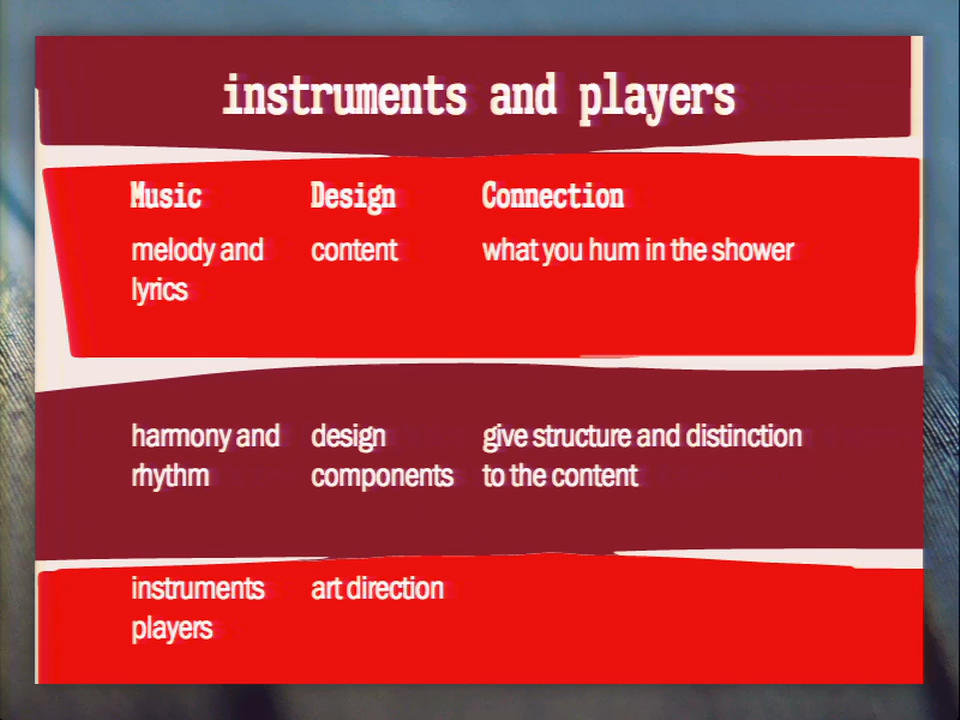 instruments and players
Music Design Connection
melody and content what you hum in the shower
lyrics
harmony and design give structure and distinction
rhythm components to the content
instruments art direction
players